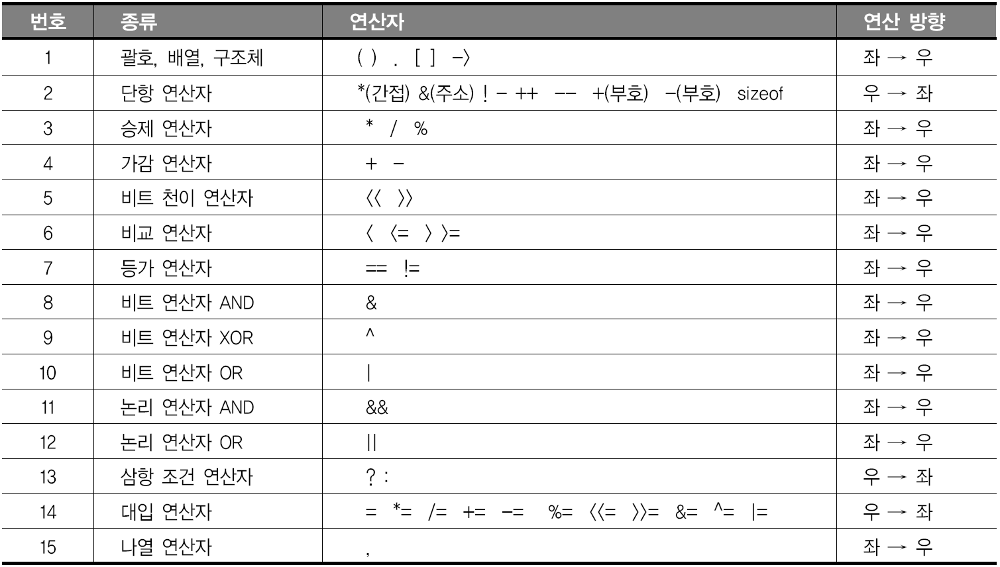 번호 종류 연산자 연산 방향
1 괄호, 배열, 구조체 ( ) . [ ] -〉 좌 → 우
2 단항 연산자 *(간접) &(주소) ! - ++ -- +(부호) -(부호) sizeof 우 → 좌
3 승제 연산자 * / % 좌 → 우
4 가감 연산자 + - 좌 → 우
5 비트 천이 연산자 〈〈 〉〉 좌 → 우
6 비교 연산자 〈 〈= 〉 〉= 좌 → 우
7 등가 연산자 == != 좌 → 우
8 비트 연산자 AND & 좌 → 우
9 비트 연산자 XOR ^ 좌 → 우
10 비트 연산자 OR | 좌 → 우
11 논리 연산자 AND && 좌 → 우
12 논리 연산자 OR || 좌 → 우
13 삼항 조건 연산자 ? : 우 → 좌
14 대입 연산자 = *= /= += -= %= 〈〈= 〉〉= &= ^= |= 우 → 좌
15 나열 연산자 , 좌 → 우